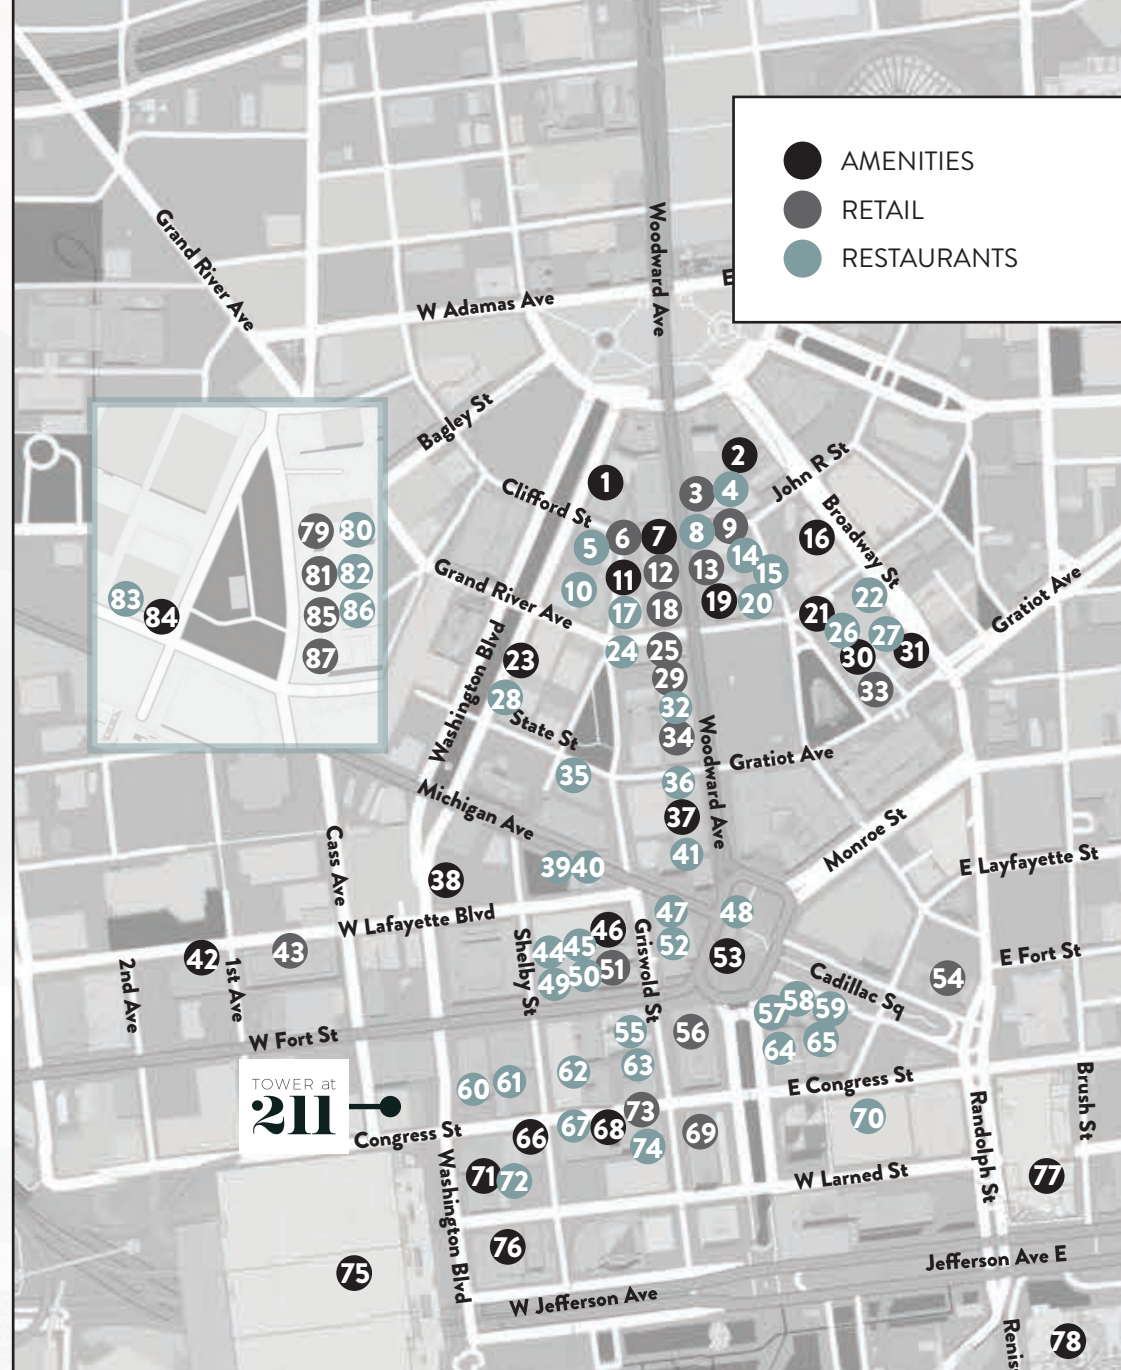 AMENITIES
RETAIL
RESTAURANTS
Woodward Ave
Grand River Ave
W Adamas Ave
E
Bagley St
John R St
Clifford St
Broadway St
Grand River Ave
Gratiot Ave
Washington Blvd
State St
Woodward Ave
Gratiot Ave
Michigan Ave
Monroe St
Cass Ave
E Layfayette St
W Lafayette Blvd
Shelby St
Griswold St
E Fort St
Cadillac Sq
2nd Ave
1st Ave
W Fort St
TOWER at
211
Congress St
E Congress St
Randolph St
Brush St
Washington Blvd
W Larned St
Jefferson Ave E
W Jefferson Ave
Renis
1
2
3
4
5
6
7
8
9
10
11
12
13
14
15
16
17
18
19
20
21
22
23
24
25
26
27
28
29
30
31
32
33
34
35
36
37
38
39
40
41
42
43
44
45
46
47
48
49
50
51
52
53
54
55
56
57
58
59
60
61
62
63
64
65
66
67
68
69
70
71
72
73
74
75
76
77
78
79
80
81
82
83
84
85
86
87